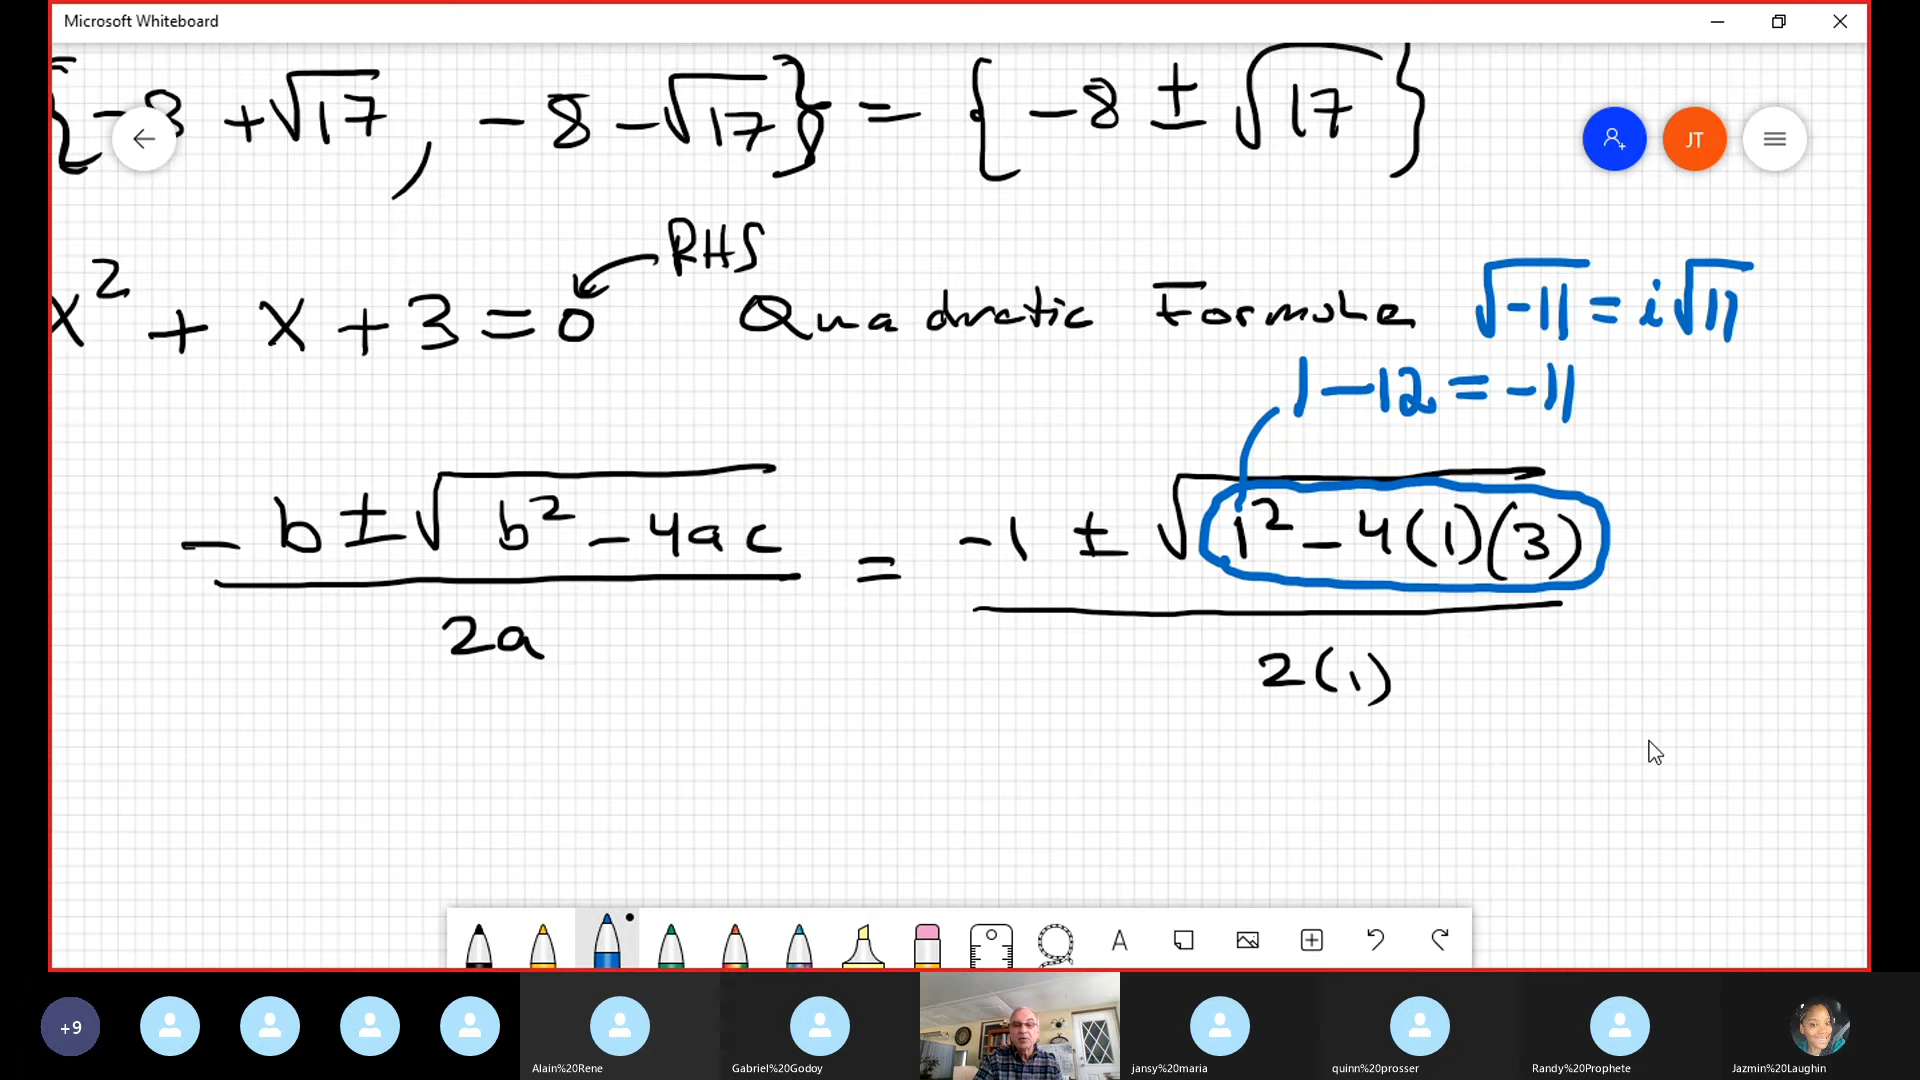 Microsoft Whiteboard
{-8 + √17, -8 - √17} = {-8 ± √17}
JT
RHS
x² + x + 3 = 0 Quadratic Formula √-11 = i√11
1 - 12 = -11
-b ± √b² - 4ac = -1 ± √1² - 4(1)(3)
2a 2(1)
A
+9
Alain%20Rene Gabriel%20Godoy jansy%20maria quinn%20prosser Randy%20Prophete Jazmin%20Laughin